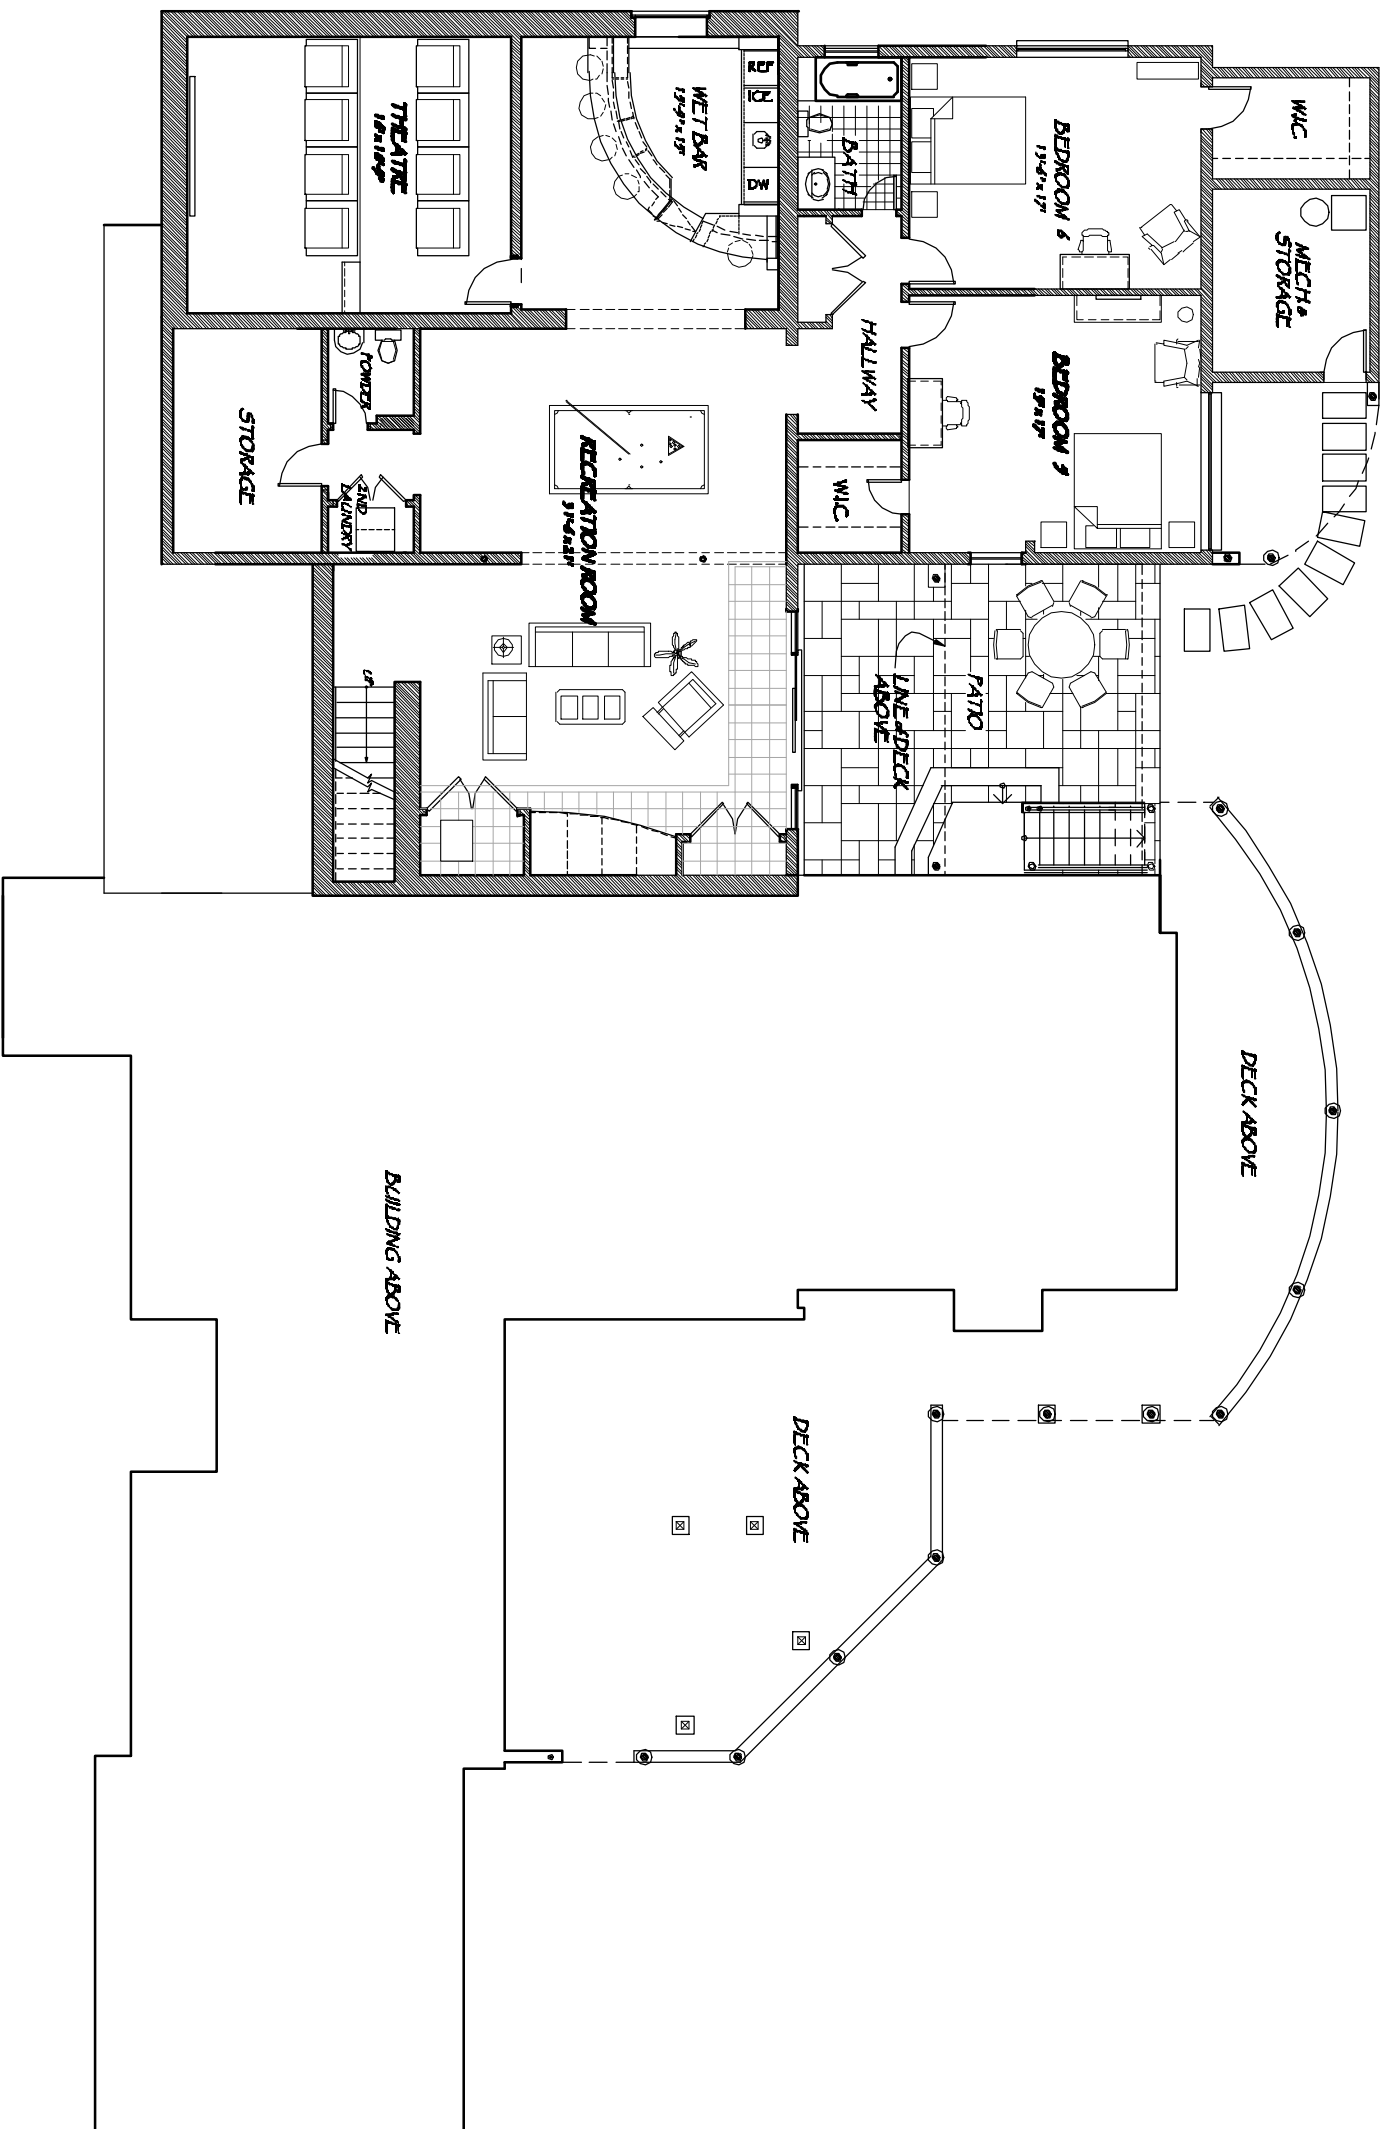 THEATRE
WET BAR
REF
ICE
DW
BATH
BEDROOM 6
W.I.C.
MECH. &
STORAGE
HALLWAY
BEDROOM 5
POWDER
STORAGE
2ND
LAUNDRY
RECREATION ROOM
W.I.C.
PATIO
LINE of DECK
ABOVE
DECK ABOVE
BUILDING ABOVE
DECK ABOVE